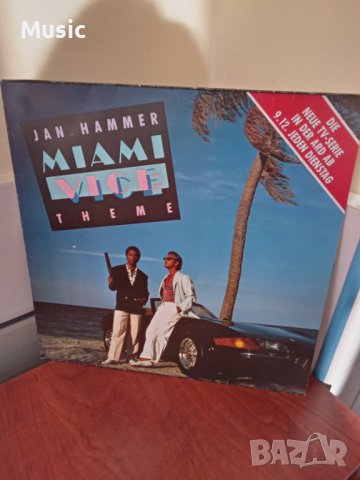 Music
JAN HAMMER
MIAMI
VICE
THEME
DIE
NEUE TV-SERIE
IN DER ARD AB
9.12. JEDEN DIENSTAG
BAZAR